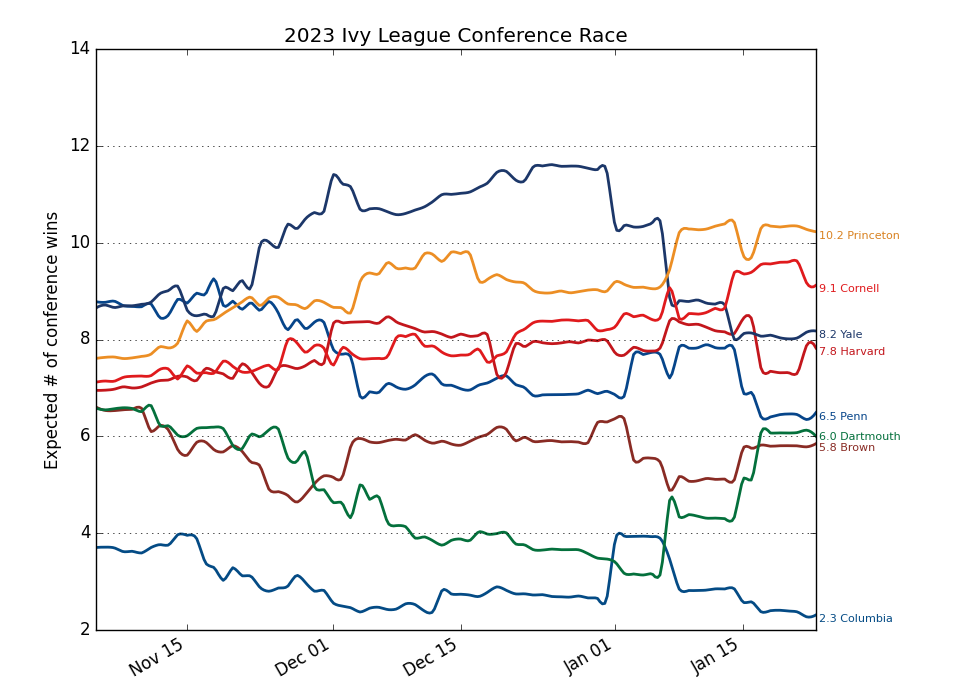 2023 Ivy League Conference Race
Expected # of conference wins
14
12
10
8
6
4
2
Nov 15
Dec 01
Dec 15
Jan 01
Jan 15
10.2 Princeton
9.1 Cornell
8.2 Yale
7.8 Harvard
6.5 Penn
6.0 Dartmouth
5.8 Brown
2.3 Columbia